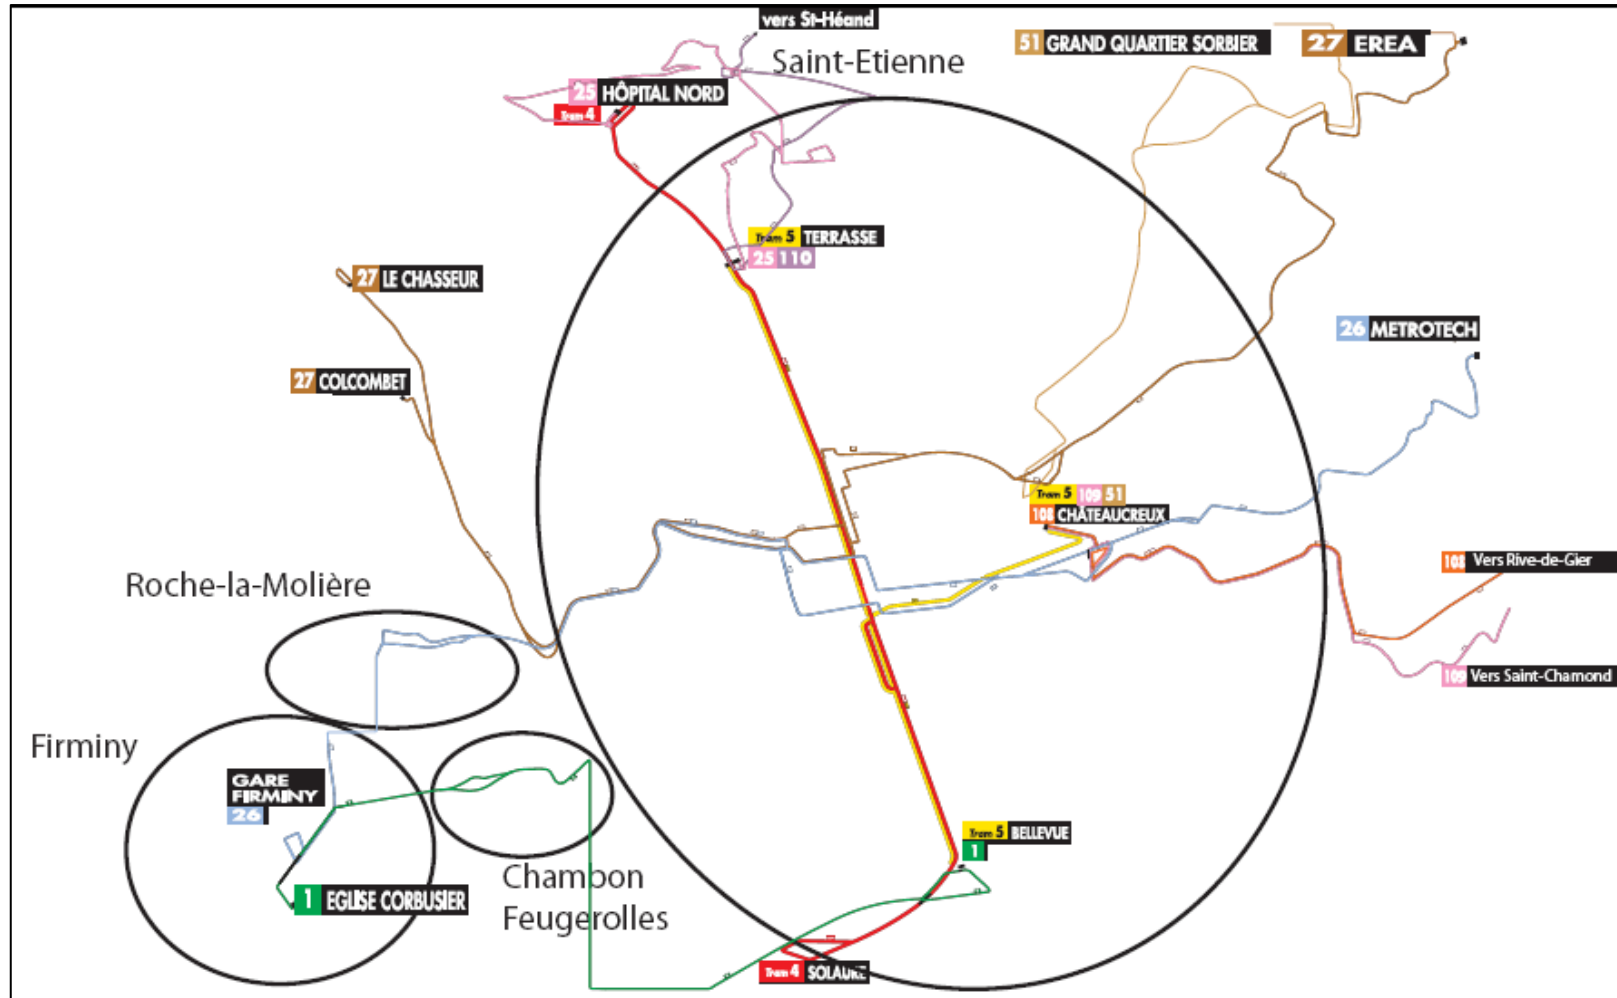 vers St-Héand
Saint-Etienne
51 GRAND QUARTIER SORBIER
27 EREA
25 HÔPITAL NORD
Tram 4
Tram 5 TERRASSE
25 110
27 LE CHASSEUR
26 METROTECH
27 COLCOMBET
Tram 5 109 51
108 CHÂTEAUCREUX
108 Vers Rive-de-Gier
Roche-la-Molière
109 Vers Saint-Chamond
Firminy
GARE
FIRMINY
26
Tram 5 BELLEVUE
1
Chambon
Feugerolles
1 EGLISE CORBUSIER
Tram 4 SOLAURE